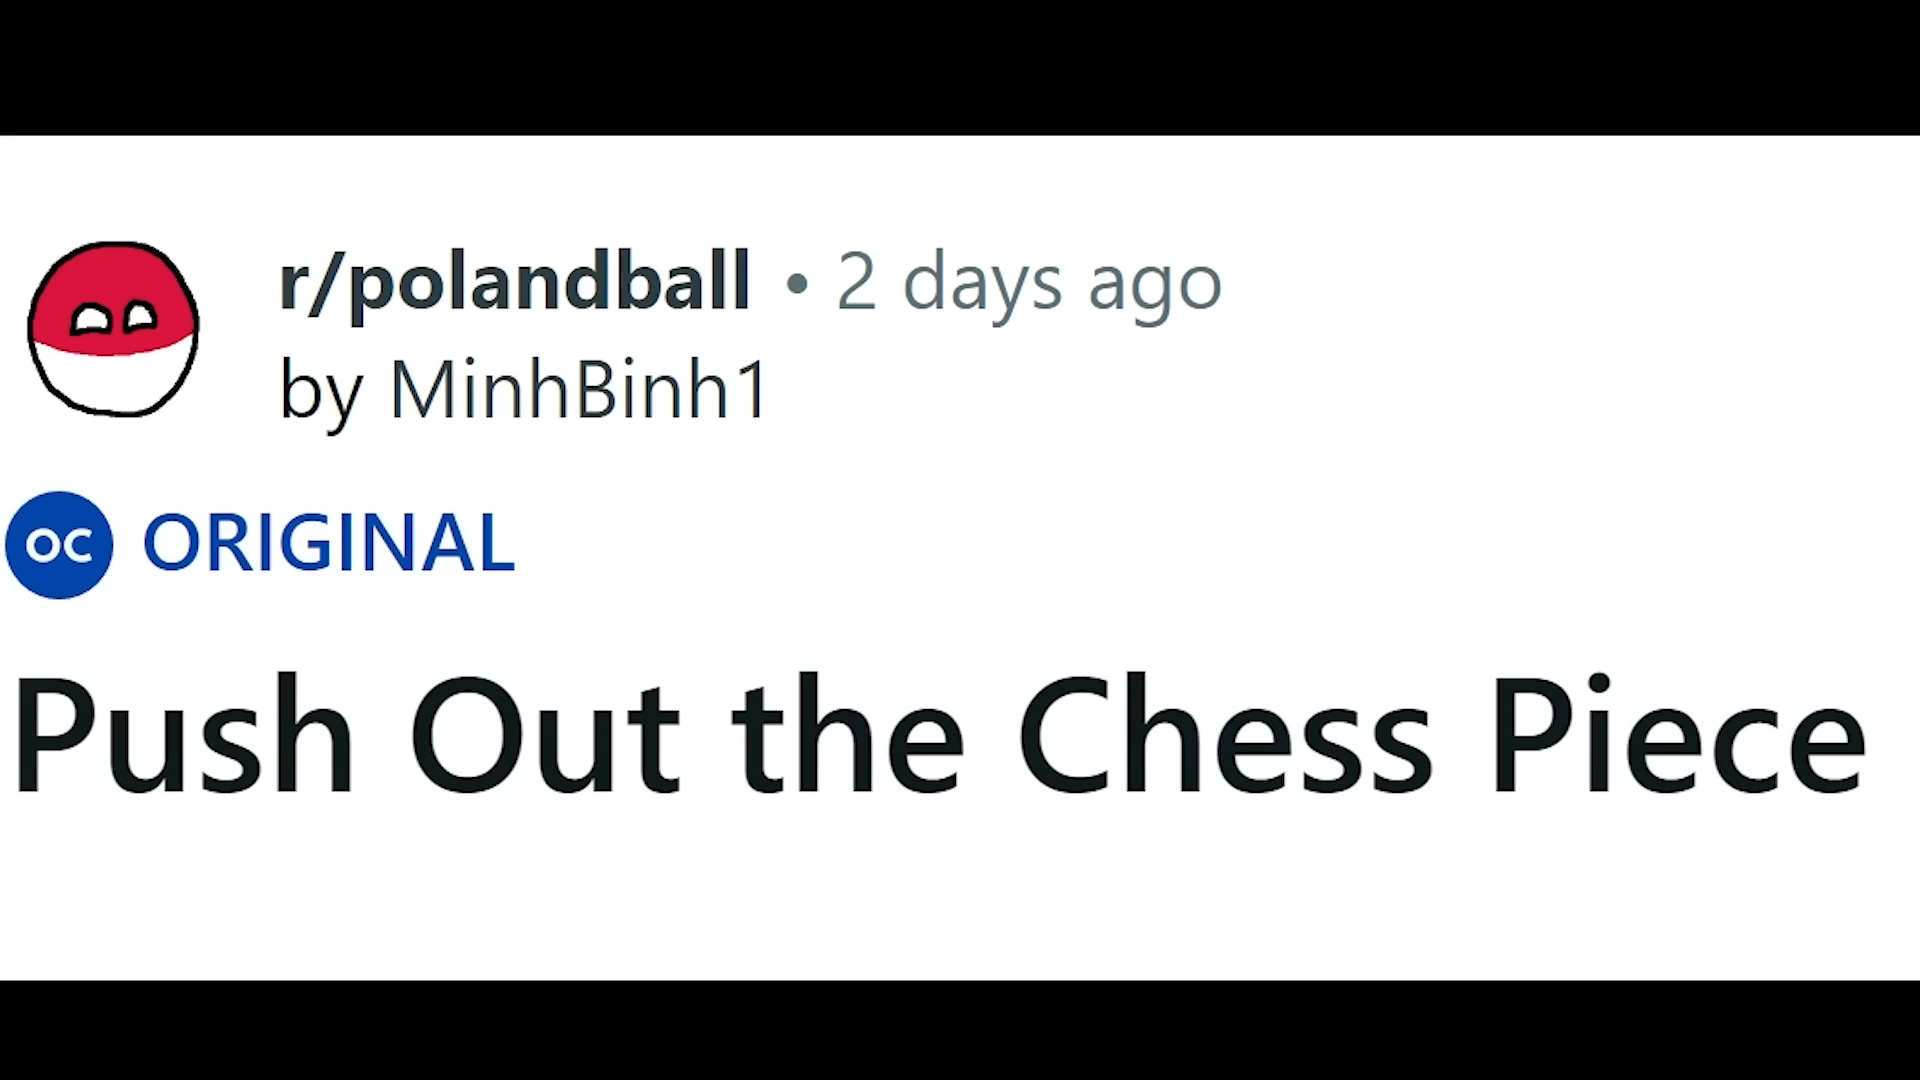 r/polandball • 2 days ago
by MinhBinh1
OC ORIGINAL
Push Out the Chess Piece